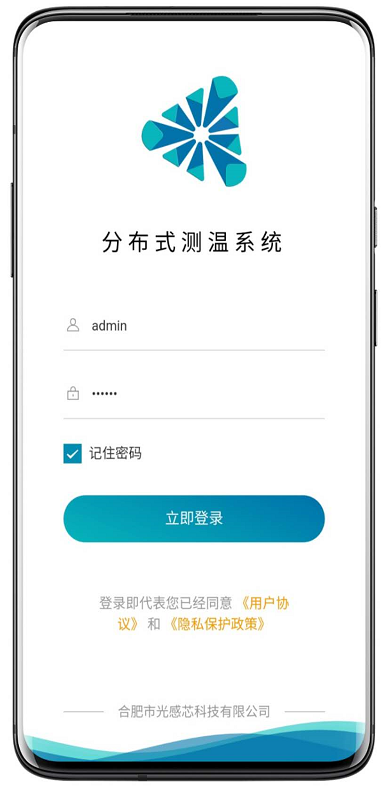 分布式测温系统
admin
••••••
记住密码
立即登录
登录即代表您已经同意 《用户协
议》 和 《隐私保护政策》
合肥市光感芯科技有限公司